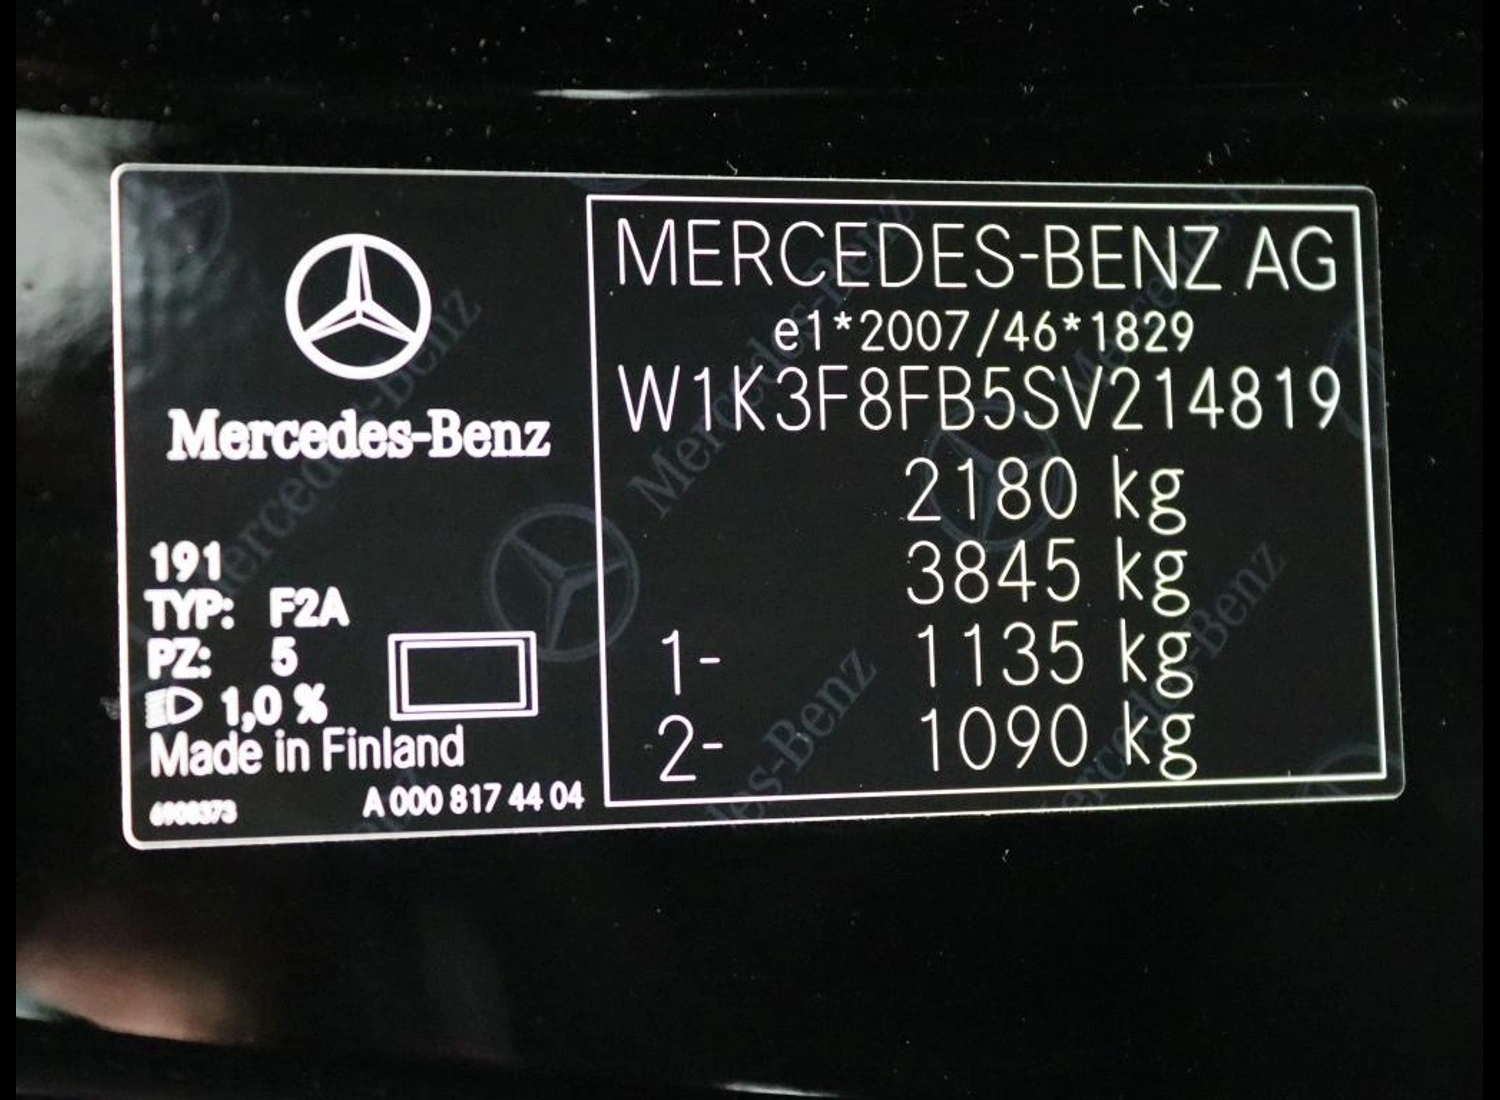 Mercedes-Benz
191
TYP: F2A
PZ: 5
1,0 %
Made in Finland
6908373
A 000 817 44 04
MERCEDES-BENZ AG
e1*2007/46*1829
W1K3F8FB5SV214819
2180 kg
3845 kg
1- 1135 kg
2- 1090 kg